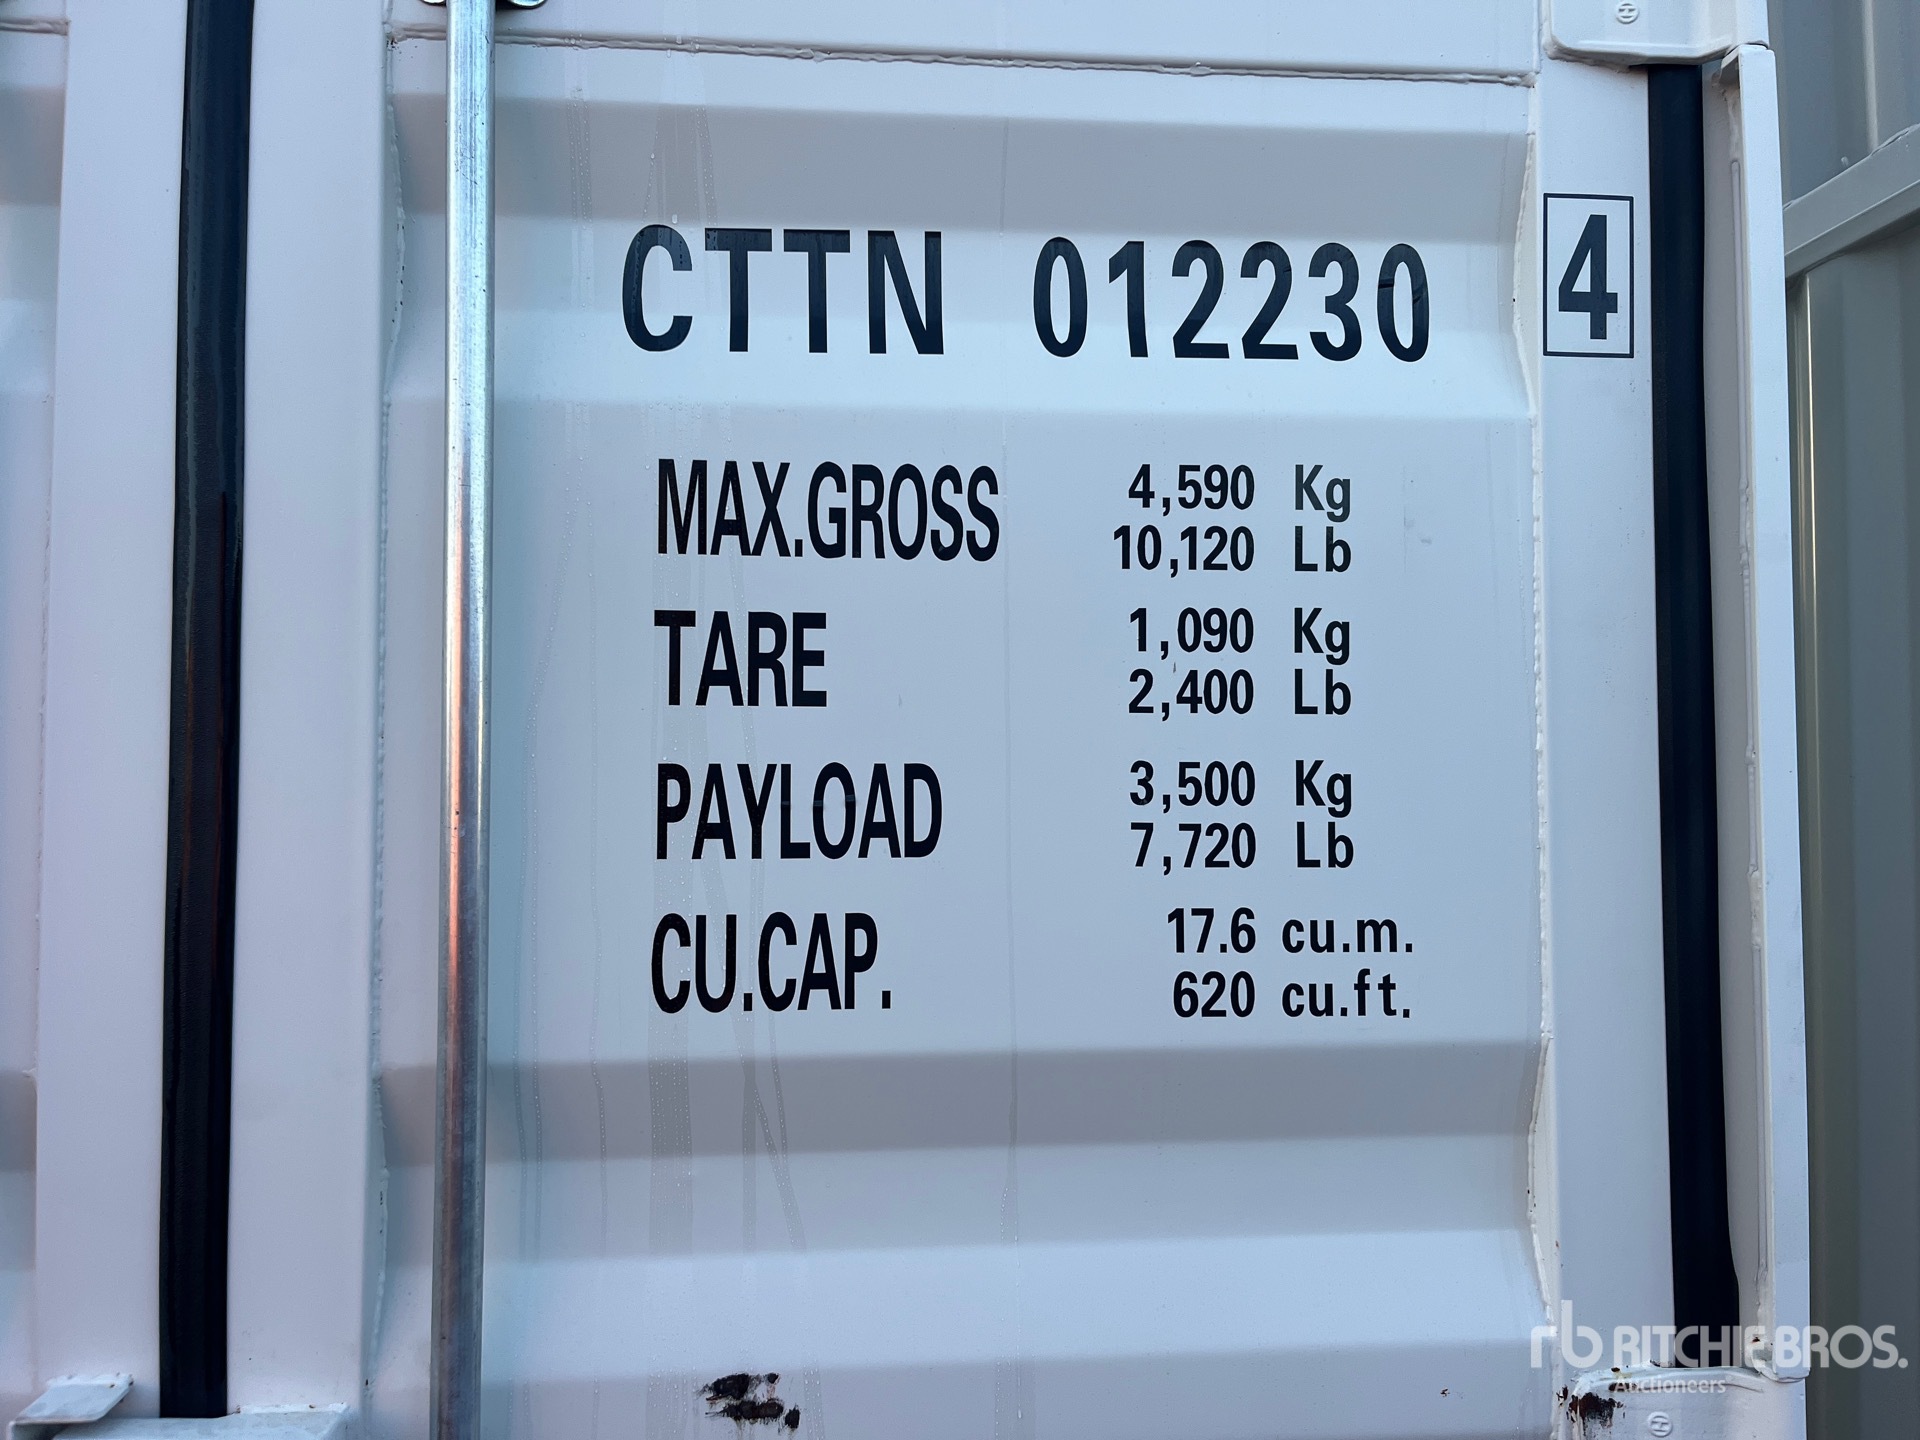 CTTN 012230 4
MAX.GROSS 4,590 Kg
10,120 Lb
TARE 1,090 Kg
2,400 Lb
PAYLOAD 3,500 Kg
7,720 Lb
CU.CAP. 17.6 cu.m.
620 cu.ft.
rb RITCHIE BROS.
Auctioneers